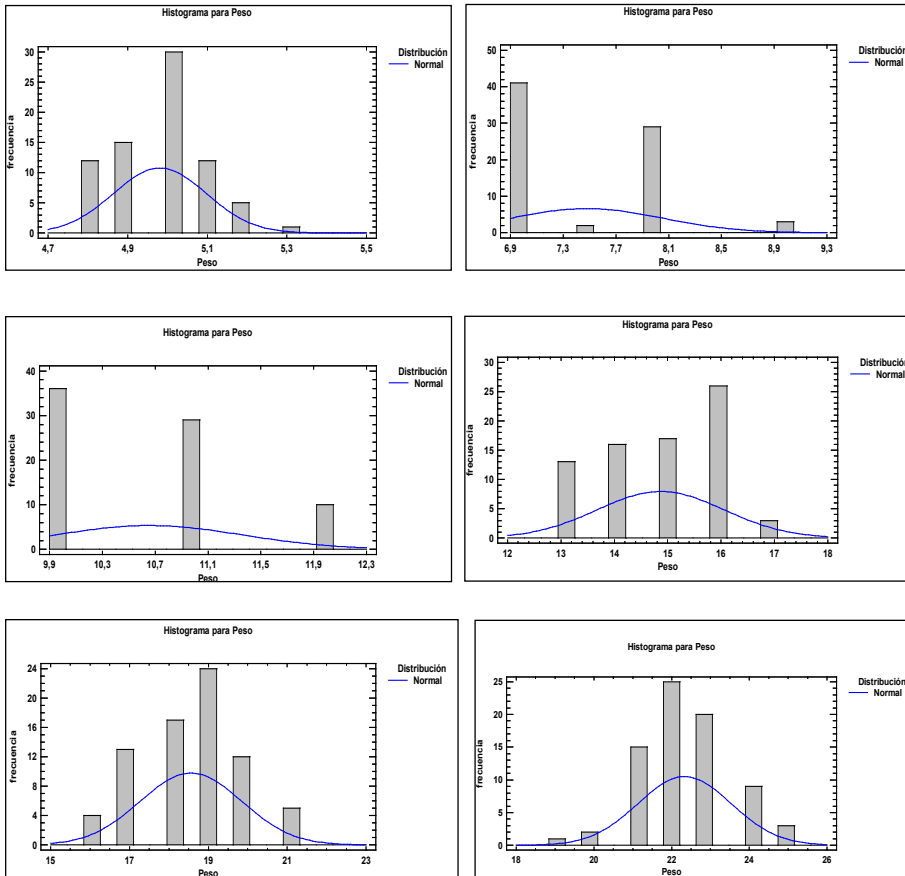 Histograma para Peso
Distribución
Normal
frecuencia
30
25
20
15
10
5
0
4,7 4,9 5,1 5,3 5,5
Peso
Histograma para Peso
Distribución
Normal
frecuencia
50
40
30
20
10
0
6,9 7,3 7,7 8,1 8,5 8,9 9,3
Peso
Histograma para Peso
Distribución
Normal
frecuencia
40
30
20
10
0
9,9 10,3 10,7 11,1 11,5 11,9 12,3
Peso
Histograma para Peso
Distribución
Normal
frecuencia
30
25
20
15
10
5
0
12 13 14 15 16 17 18
Peso
Histograma para Peso
Distribución
Normal
frecuencia
24
20
16
12
8
4
0
15 17 19 21 23
Peso
Histograma para Peso
Distribución
Normal
frecuencia
25
20
15
10
5
0
18 20 22 24 26
Peso